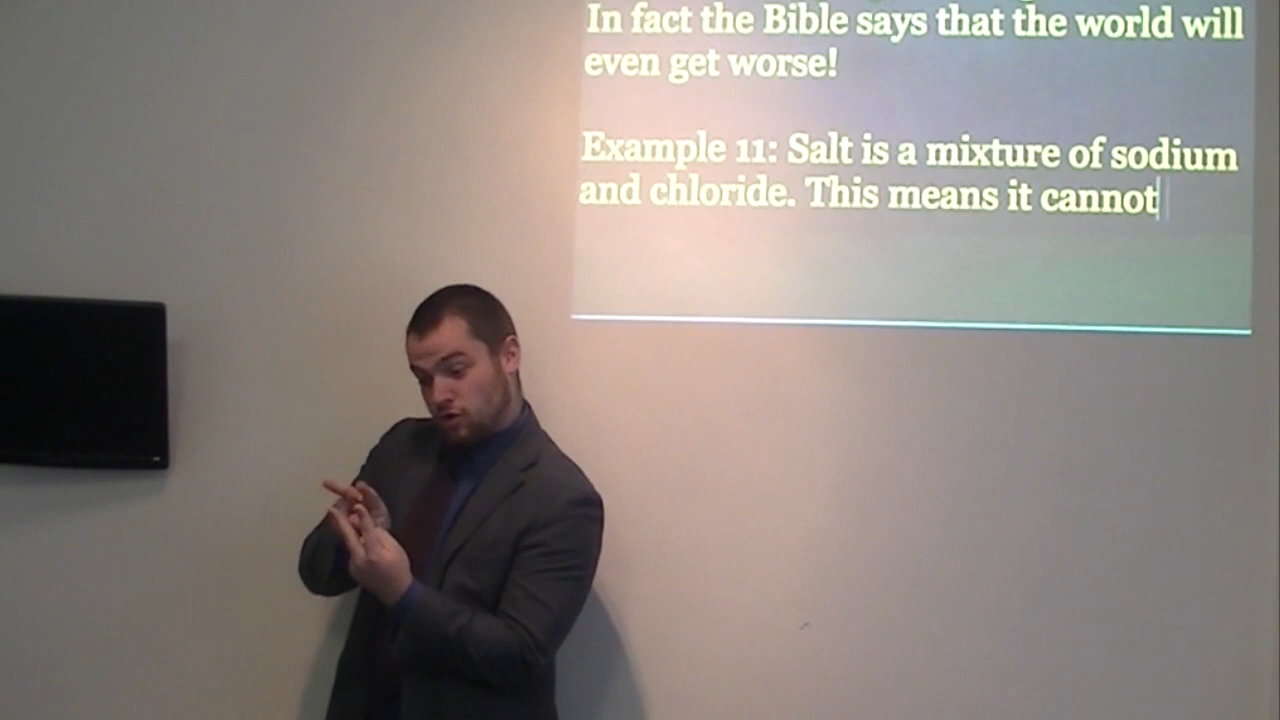 In fact the Bible says that the world will
even get worse!
Example 11: Salt is a mixture of sodium
and chloride. This means it cannot